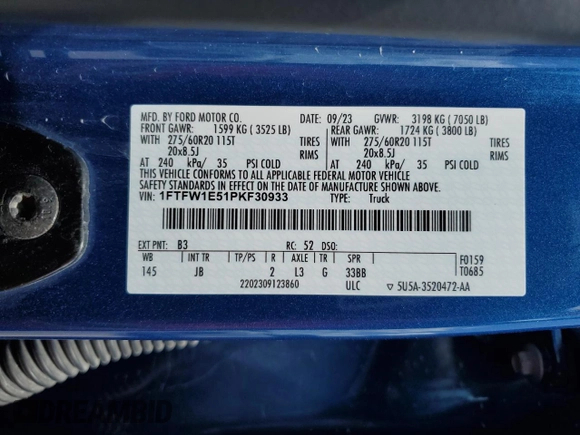 MFD. BY FORD MOTOR CO. 09/23 GVWR: 3198 KG ( 7050 LB)
FRONT GAWR: 1599 KG ( 3525 LB) REAR GAWR: 1724 KG ( 3800 LB)
WITH 275/60R20 115T TIRES WITH 275/60R20 115T TIRES
20x8.5J RIMS 20x8.5J RIMS
AT 240 kPa/ 35 PSI COLD AT 240 kPa/ 35 PSI COLD
THIS VEHICLE CONFORMS TO ALL APPLICABLE FEDERAL MOTOR VEHICLE
SAFETY STANDARDS IN EFFECT ON THE DATE OF MANUFACTURE SHOWN ABOVE.
VIN: 1FTFW1E51PKF30933 TYPE: Truck
EXT PNT: B3 RC: 52 DSO:
WB INT TR TP/PS R AXLE TR SPR F0159
145 JB 2 L3 G 33BB T0685
2202309123860 ULC ▽ 5U5A-3520472-AA
DREAMBID